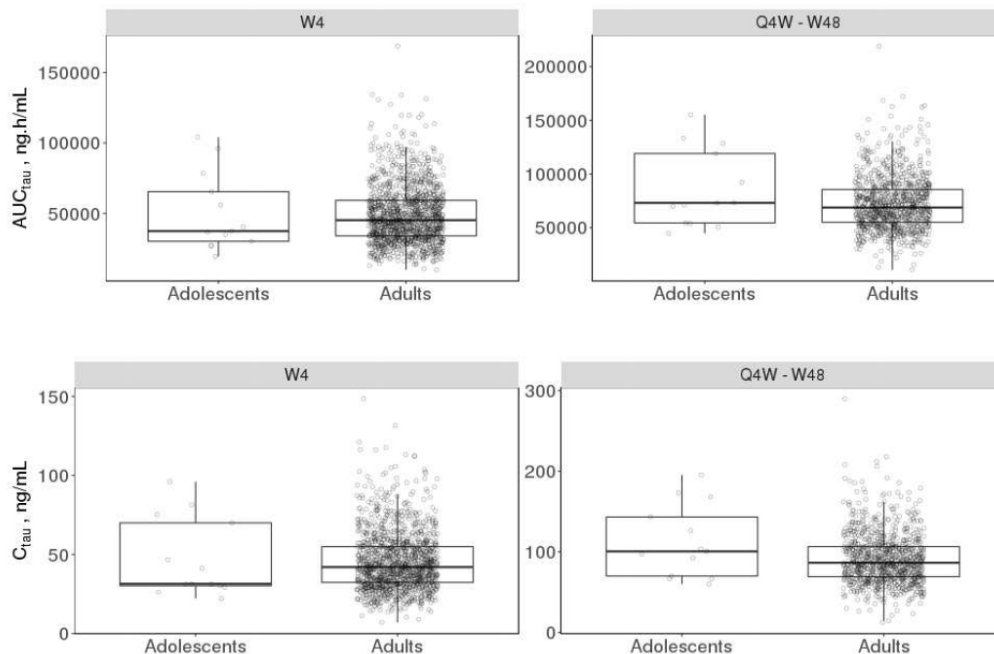 W4
Q4W - W48
AUCtau , ng.h/mL
150000
100000
50000
200000
150000
100000
50000
Adolescents
Adults
Adolescents
Adults
W4
Q4W - W48
Ctau , ng/mL
150
100
50
0
300
200
100
0
Adolescents
Adults
Adolescents
Adults